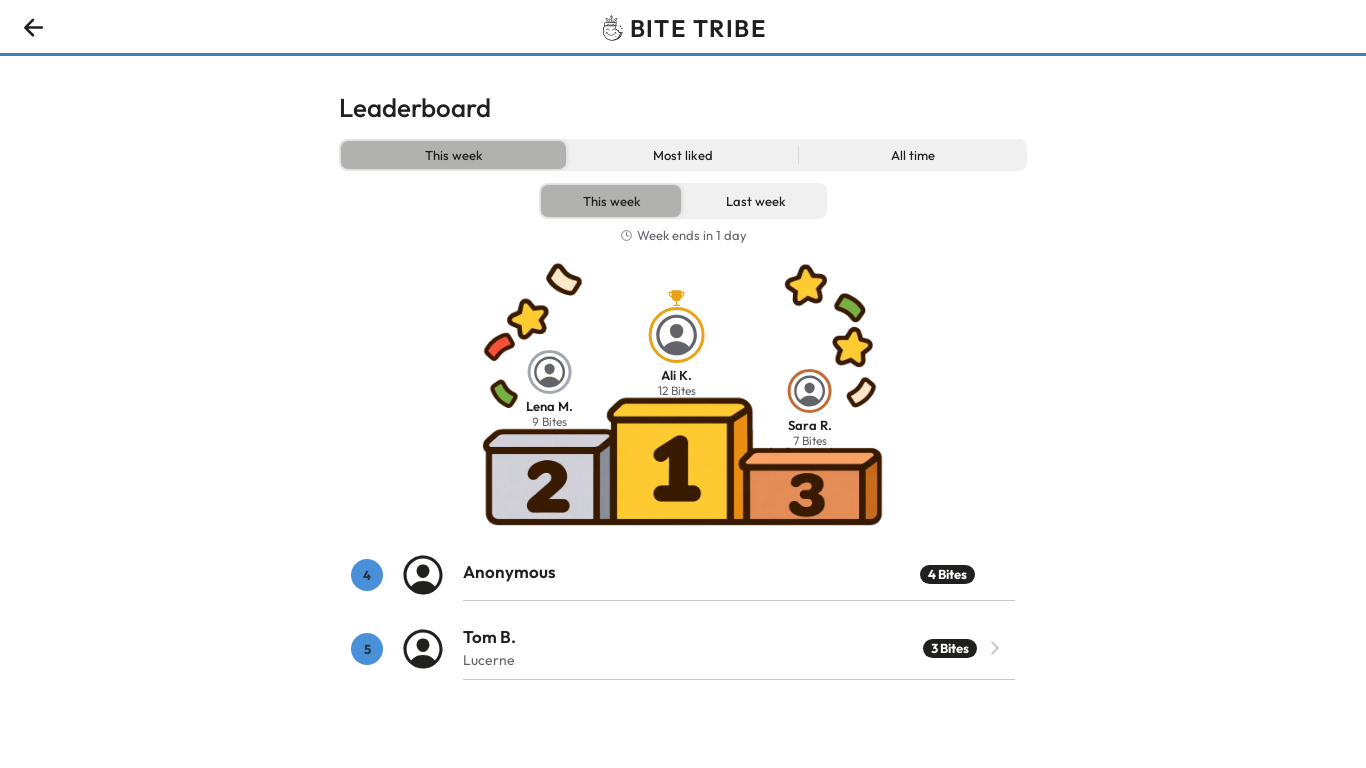 BITE TRIBE
Leaderboard
This week
Most liked
All time
This week
Last week
Week ends in 1 day
Ali K.
12 Bites
Lena M.
9 Bites
Sara R.
7 Bites
1
2
3
4
Anonymous
4 Bites
5
Tom B.
Lucerne
3 Bites